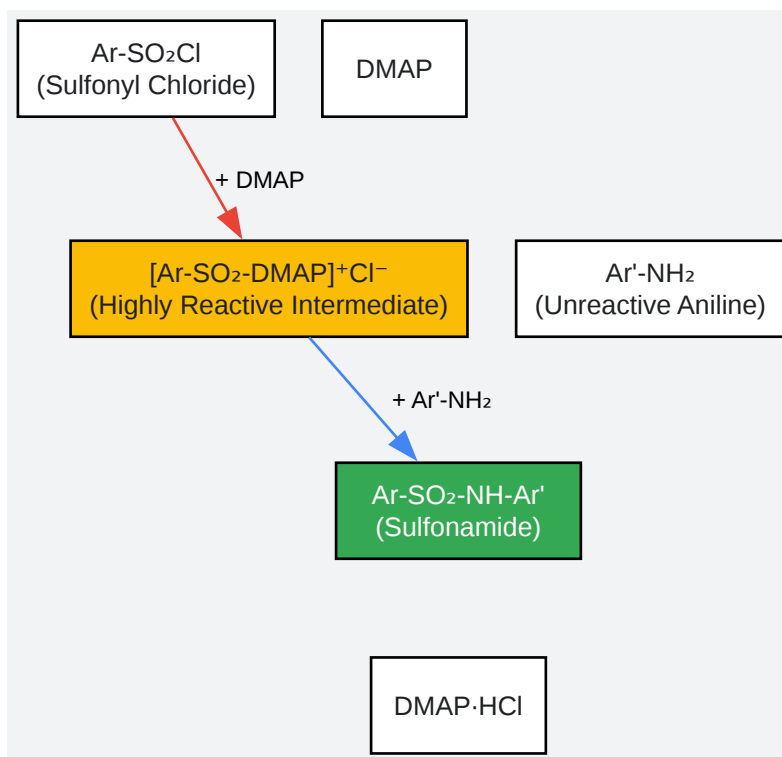 Ar-SO₂Cl
(Sulfonyl Chloride)
DMAP
+ DMAP
[Ar-SO₂-DMAP]⁺Cl⁻
(Highly Reactive Intermediate)
Ar'-NH₂
(Unreactive Aniline)
+ Ar'-NH₂
Ar-SO₂-NH-Ar'
(Sulfonamide)
DMAP·HCl